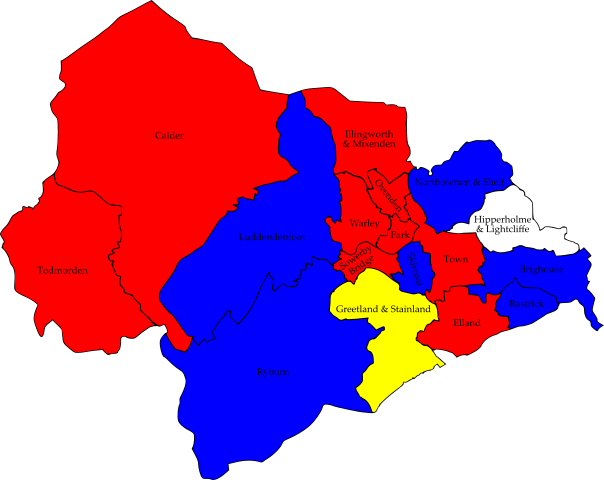 Calder
Illingworth
& Mixenden
Ovenden
Northowram & Shelf
Hipperholme
& Lightcliffe
Warley
Park
Luddendenfoot
Sowerby
Bridge
Skircoat
Town
Todmorden
Brighouse
Rastrick
Greetland & Stainland
Elland
Ryburn